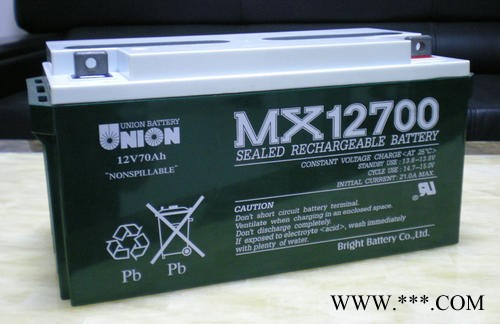 UNION BATTERY
UNION
12V70Ah
"NONSPILLABLE"
MX12700
SEALED RECHARGEABLE BATTERY
CONSTANT VOLTAGE CHARGE <AT 25°C>
STANDBY USE : 13.6-13.8V
CYCLE USE : 14.7-15.0V
INITIAL CURRENT : 21.0A MAX.
CAUTION
Don't short circuit battery terminal.
Ventilate when charging in an enclosed space.
Don't discharge completely.
If exposed to electroyte <acid>, wash immediately
with plenty of water.
Bright Battery Co., Ltd.
Pb
Pb
WWW.***.COM